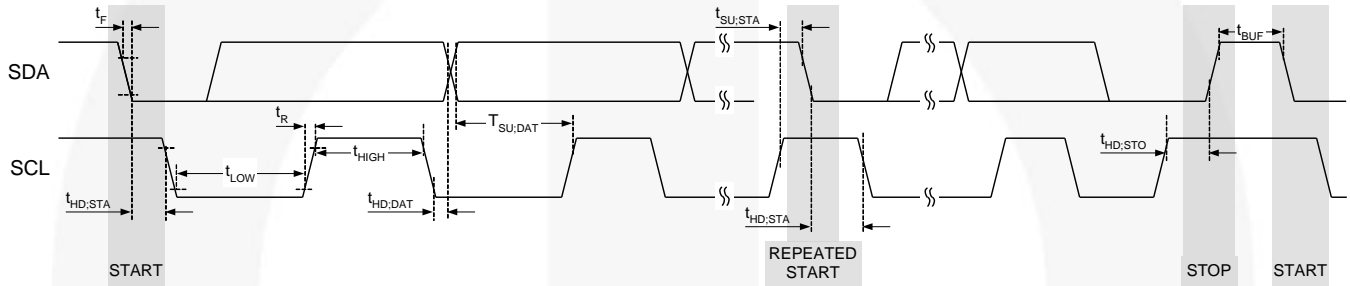 t_F
t_SU;STA
t_BUF
SDA
t_R
T_SU;DAT
t_HIGH
t_HD;STO
SCL
t_LOW
t_HD;STA
t_HD;DAT
t_HD;STA
START
REPEATED
START
STOP
START